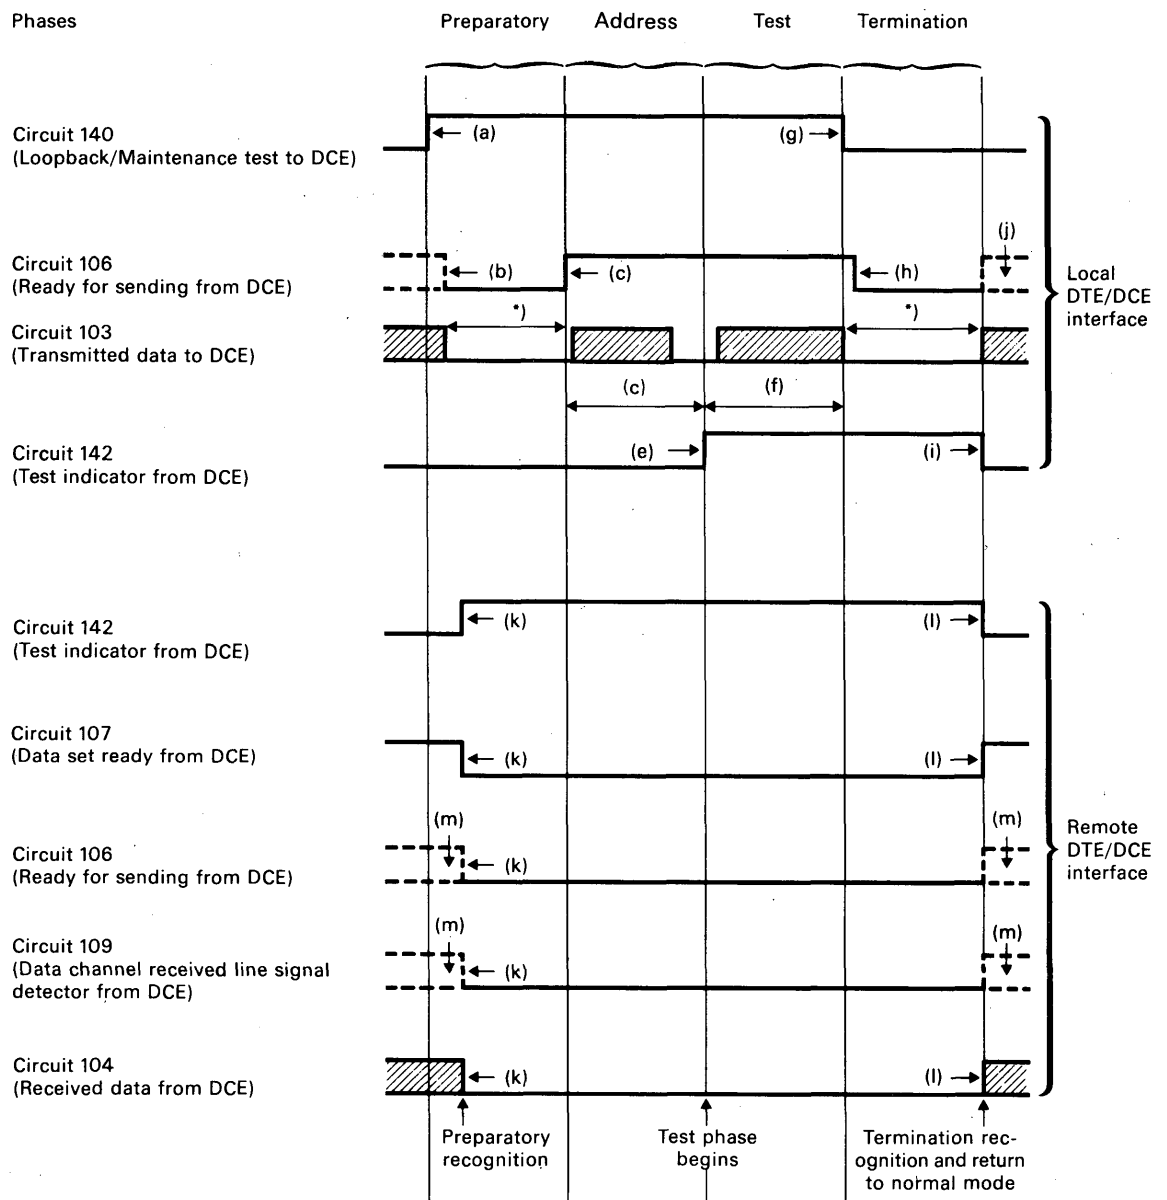 Phases Preparatory Address Test Termination
Circuit 140
(Loopback/Maintenance test to DCE)
(a) (g)
(j)
Circuit 106
(Ready for sending from DCE)
(b) (c) (h)
Local
DTE/DCE
interface
*) *)
Circuit 103
(Transmitted data to DCE)
(c) (f)
Circuit 142
(Test indicator from DCE)
(e) (i)
Circuit 142
(Test indicator from DCE)
(k) (l)
Circuit 107
(Data set ready from DCE)
(k) (l)
(m) (m)
Circuit 106
(Ready for sending from DCE)
(k)
Remote
DTE/DCE
interface
(m) (m)
Circuit 109
(Data channel received line signal
detector from DCE)
(k)
Circuit 104
(Received data from DCE)
(k) (l)
Preparatory
recognition
Test phase
begins
Termination rec-
ognition and return
to normal mode